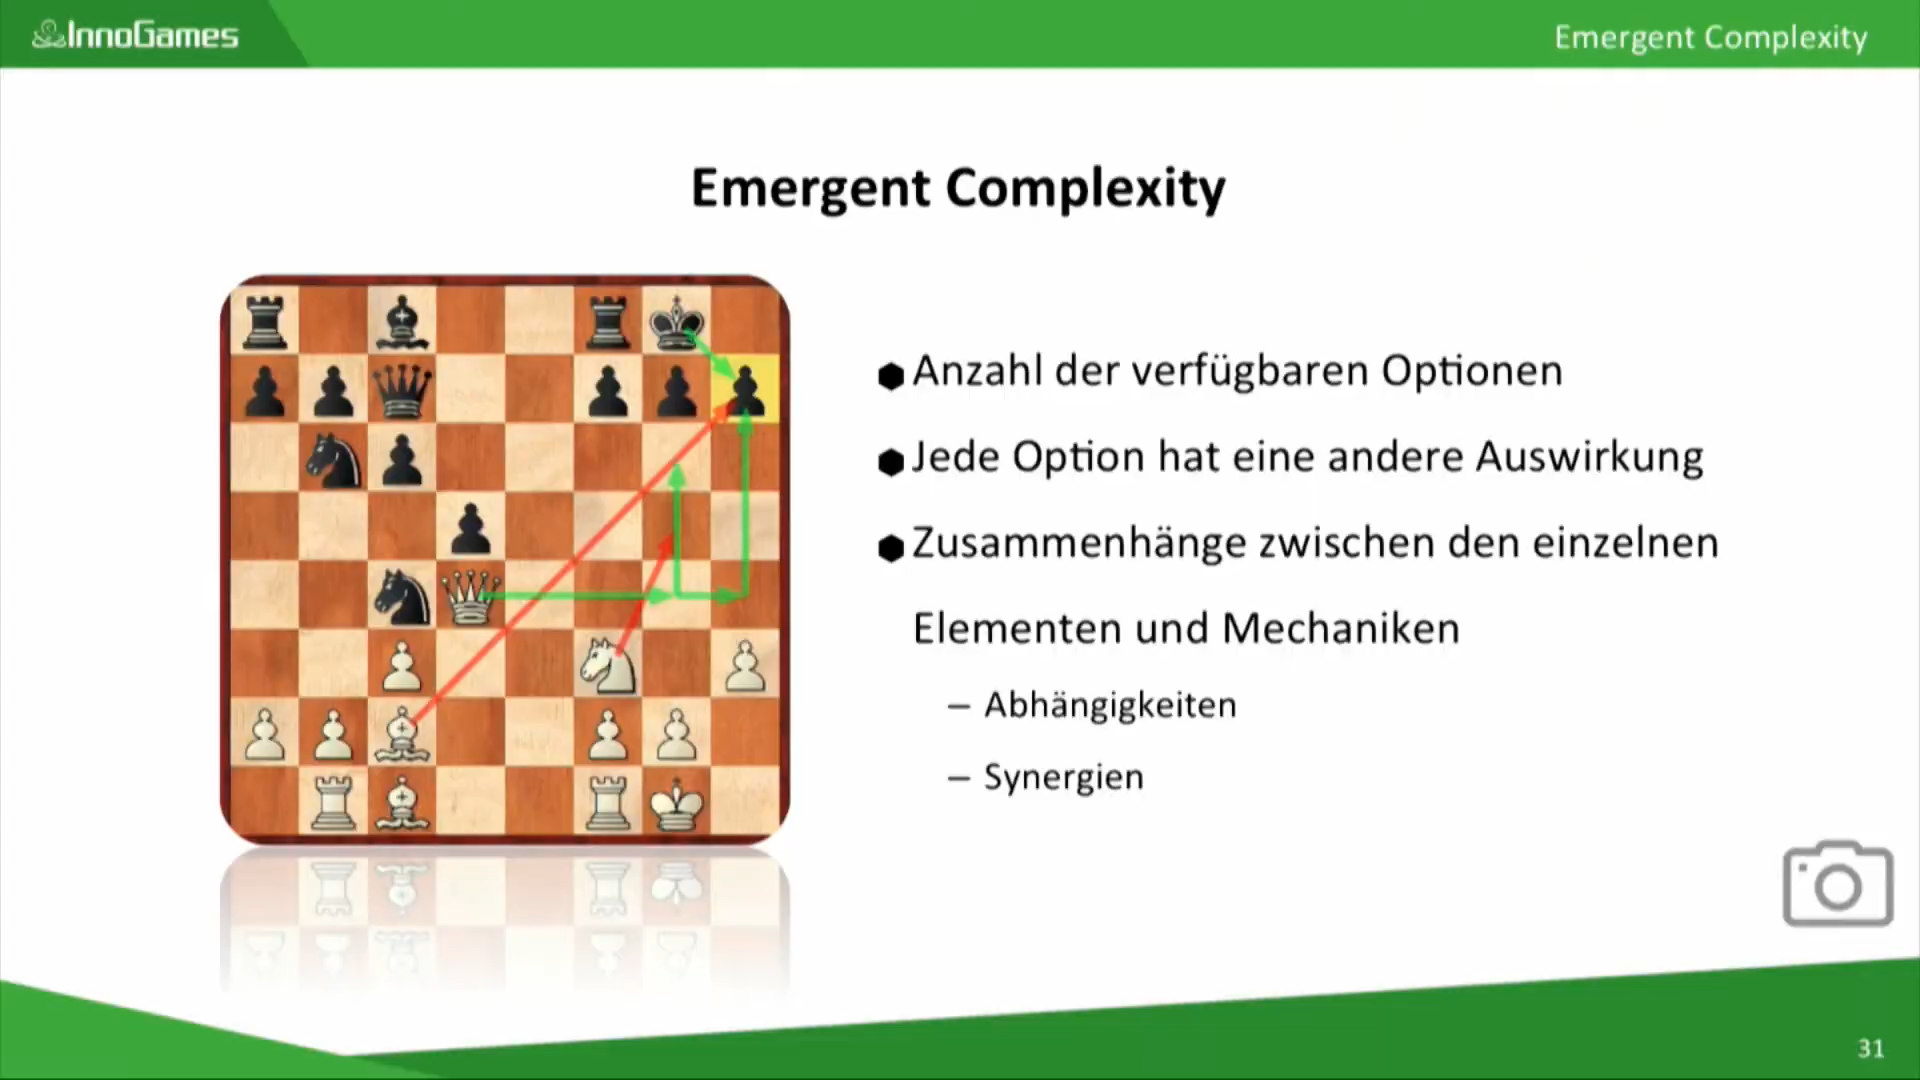 InnoGames
Emergent Complexity
Emergent Complexity
Anzahl der verfügbaren Optionen
Jede Option hat eine andere Auswirkung
Zusammenhänge zwischen den einzelnen
Elementen und Mechaniken
– Abhängigkeiten
– Synergien
31